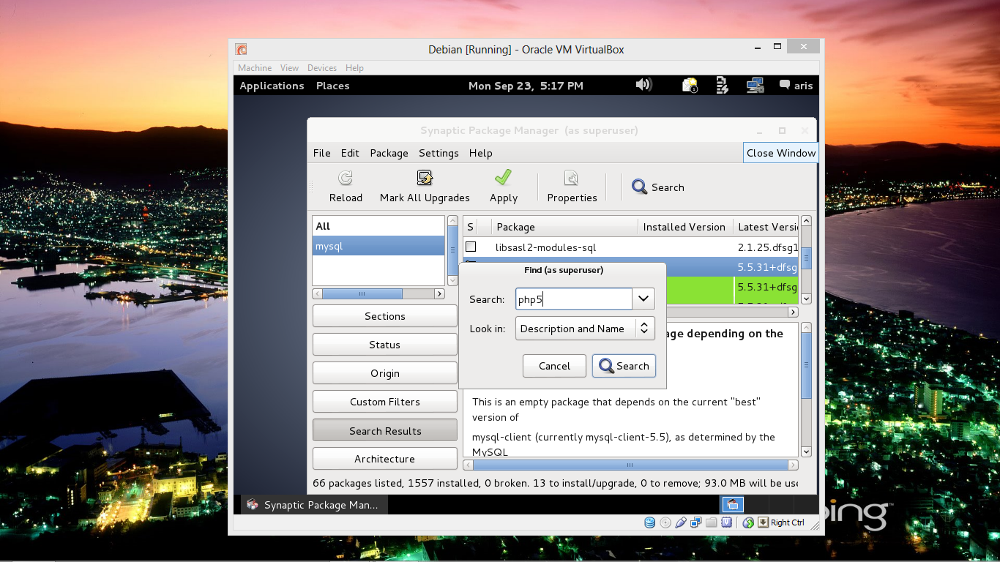 Debian [Running] - Oracle VM VirtualBox
Machine View Devices Help
Applications Places Mon Sep 23, 5:17 PM aris
Synaptic Package Manager (as superuser)
File Edit Package Settings Help
Close Window
Reload Mark All Upgrades Apply Properties Search
All
mysql
S Package Installed Version Latest Versi
libsasl2-modules-sql 2.1.25.dfsg1
5.5.31+dfsg
5.5.31+dfsg
Find (as superuser)
Search: php5
Look in: Description and Name
Cancel Search
Sections
Status
Origin
Custom Filters
Search Results
Architecture
age depending on the
This is an empty package that depends on the current "best"
version of
mysql-client (currently mysql-client-5.5), as determined by the
MySQL
66 packages listed, 1557 installed, 0 broken. 13 to install/upgrade, 0 to remove; 93.0 MB will be use
Synaptic Package Man...
Right Ctrl
bing